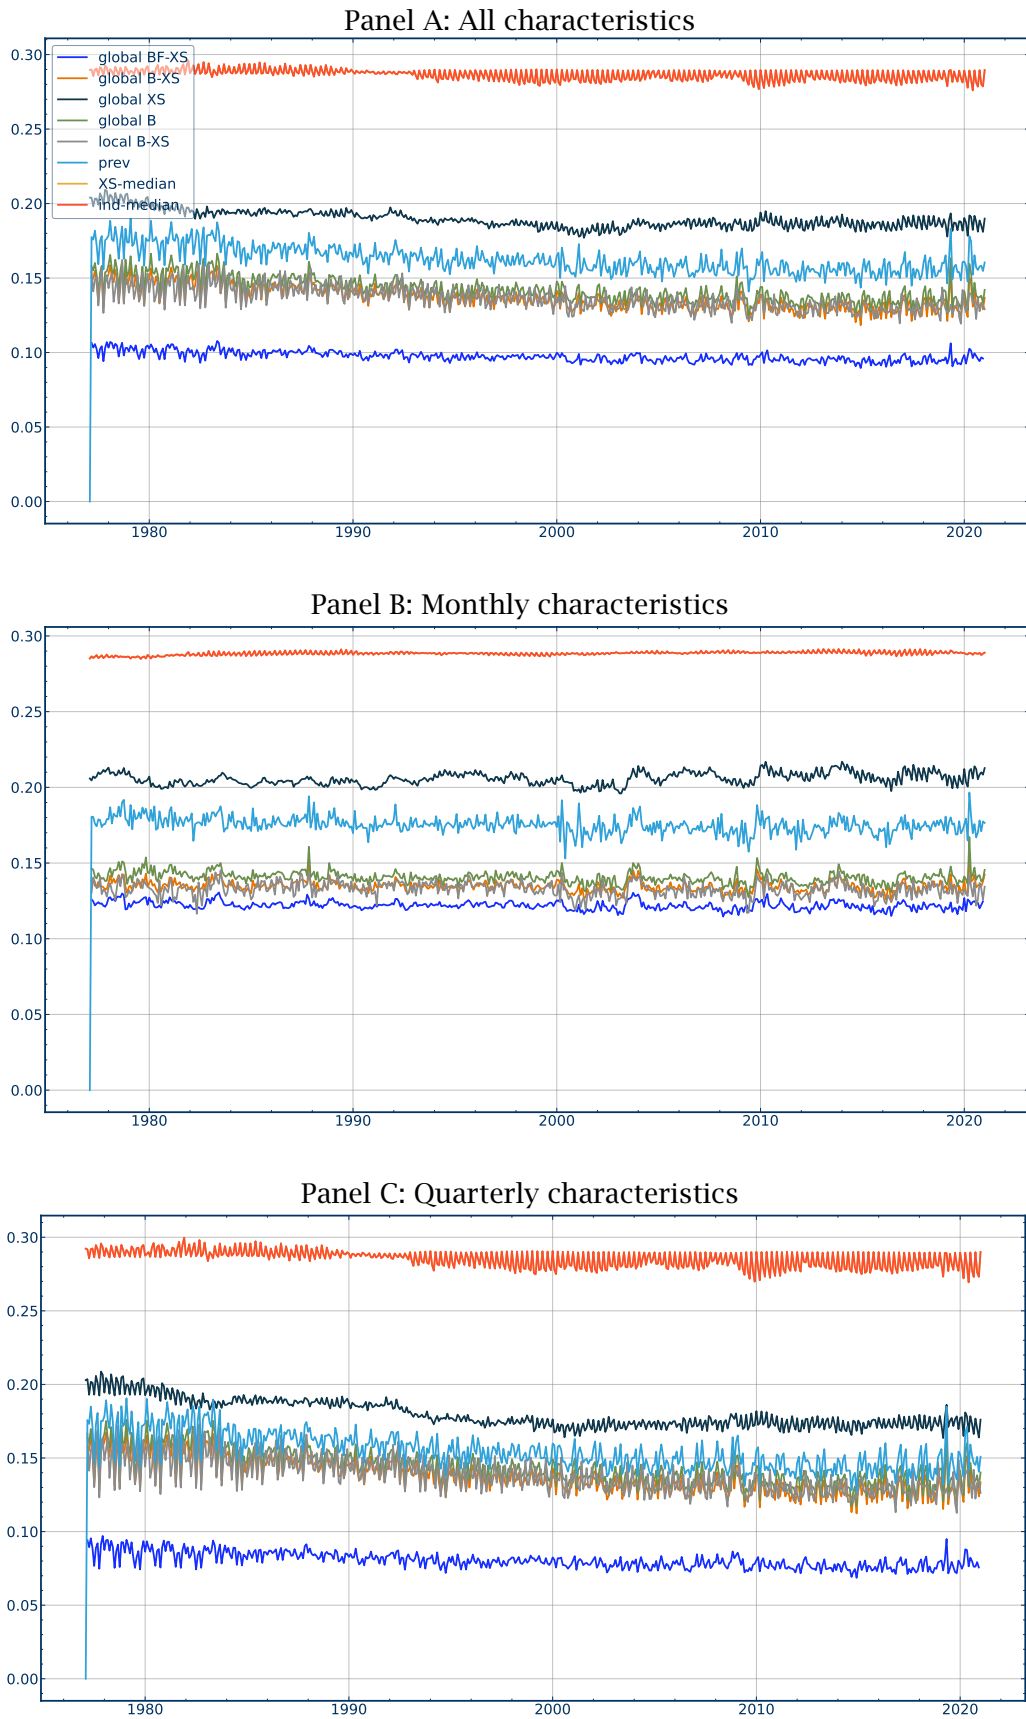 Panel A: All characteristics
0.30
0.25
0.20
0.15
0.10
0.05
0.00
global BF-XS
global B-XS
global XS
global B
local B-XS
prev
XS-median
ind-median
1980 1990 2000 2010 2020
Panel B: Monthly characteristics
0.30
0.25
0.20
0.15
0.10
0.05
0.00
1980 1990 2000 2010 2020
Panel C: Quarterly characteristics
0.30
0.25
0.20
0.15
0.10
0.05
0.00
1980 1990 2000 2010 2020